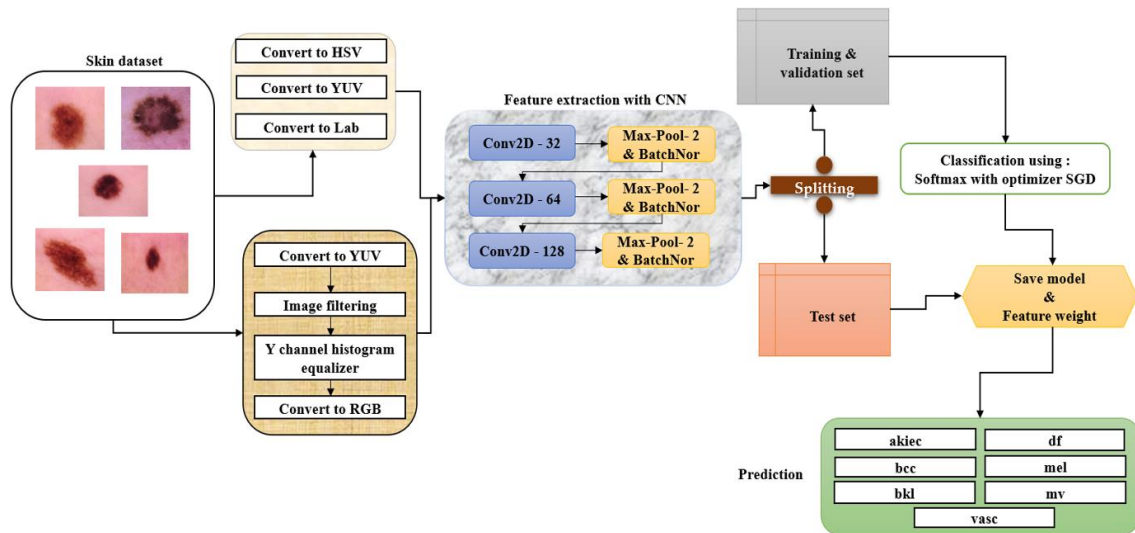 Skin dataset
Convert to HSV
Convert to YUV
Convert to Lab
Convert to YUV
Image filtering
Y channel histogram
equalizer
Convert to RGB
Feature extraction with CNN
Conv2D - 32
Max-Pool- 2
& BatchNor
Conv2D - 64
Max-Pool- 2
& BatchNor
Conv2D - 128
Max-Pool- 2
& BatchNor
Splitting
Training &
validation set
Test set
Classification using :
Softmax with optimizer SGD
Save model
&
Feature weight
Prediction
akiec
df
bcc
mel
bkl
mv
vasc